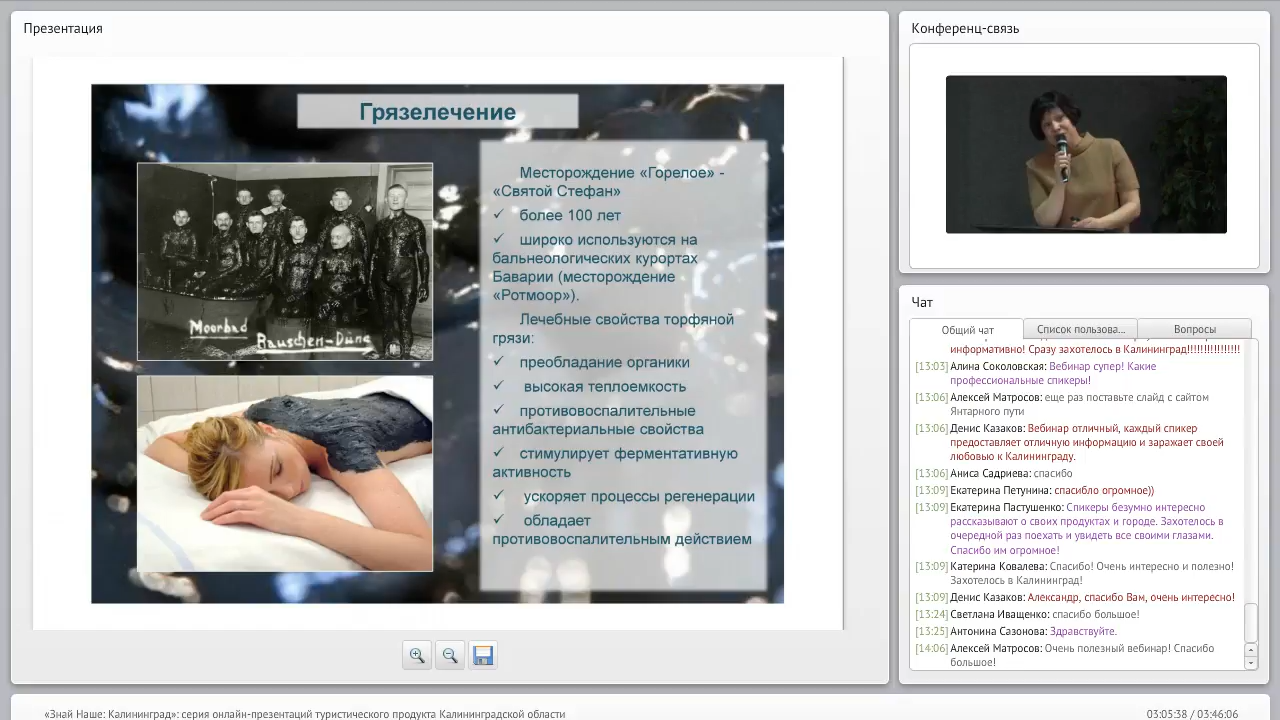 Презентация
Грязелечение
Moorbad
Rauschen-Düne
Месторождение «Горелое» -
«Святой Стефан»
✓ более 100 лет
✓ широко используются на
бальнеологических курортах
Баварии (месторождение
«Ротмоор»).
Лечебные свойства торфяной
грязи:
✓ преобладание органики
✓ высокая теплоемкость
✓ противовоспалительные
антибактериальные свойства
✓ стимулирует ферментативную
активность
✓ ускоряет процессы регенерации
✓ обладает
противовоспалительным действием
Конференц-связь
Чат
Общий чат
Список пользова...
Вопросы
информативно! Сразу захотелось в Калининград!!!!!!!!!!!!!!!!
[13:03] Алина Соколовская: Вебинар супер! Какие
профессиональные спикеры!
[13:06] Алексей Матросов: еще раз поставьте слайд с сайтом
Янтарного пути
[13:06] Денис Казаков: Вебинар отличный, каждый спикер
предоставляет отличную информацию и заражает своей
любовью к Калининграду.
[13:06] Аниса Садриева: спасибо
[13:09] Екатерина Петунина: спасибло огромное))
[13:09] Екатерина Пастушенко: Спикеры безумно интересно
рассказывают о своих продуктах и городе. Захотелось в
очередной раз поехать и увидеть все своими глазами.
Спасибо им огромное!
[13:09] Катерина Ковалева: Спасибо! Очень интересно и полезно!
Захотелось в Калининград!
[13:09] Денис Казаков: Александр, спасибо Вам, очень интересно!
[13:24] Светлана Иващенко: спасибо большое!
[13:25] Антонина Сазонова: Здравствуйте.
[14:06] Алексей Матросов: Очень полезный вебинар! Спасибо
большое!
«Знай Наше: Калининград»: серия онлайн-презентаций туристического продукта Калининградской области
03:05:38 / 03:46:06